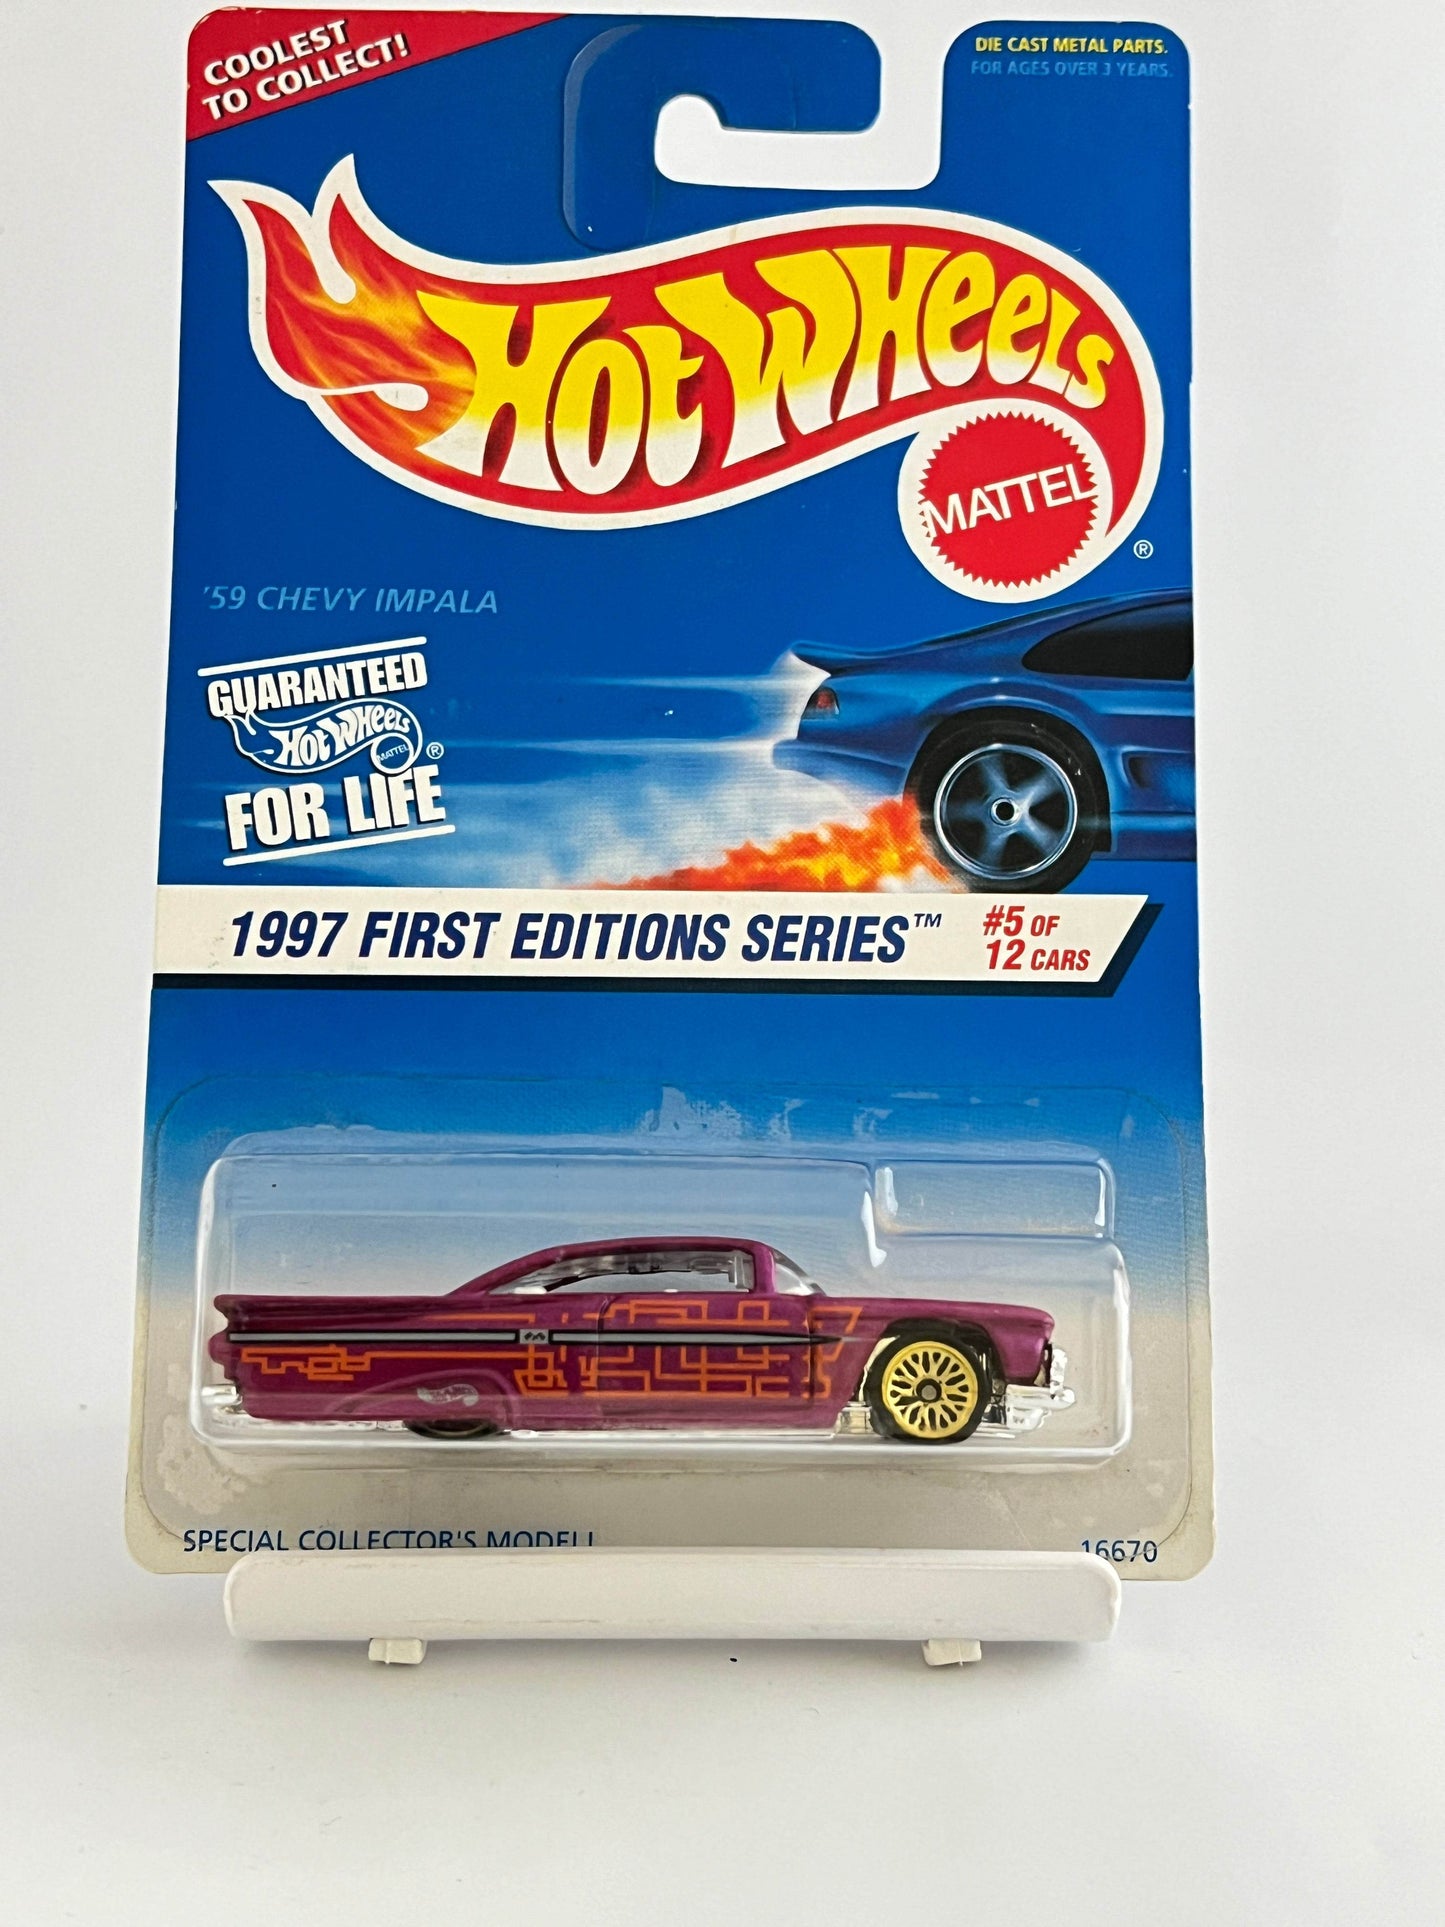 COOLEST
TO COLLECT!
DIE CAST METAL PARTS.
FOR AGES OVER 3 YEARS.
HOT WHEELS
MATTEL
®
'59 CHEVY IMPALA
GUARANTEED
HOT WHEELS
MATTEL
®
FOR LIFE
1997 FIRST EDITIONS SERIES™
#5 OF
12 CARS
SPECIAL COLLECTOR'S MODEL!
16670